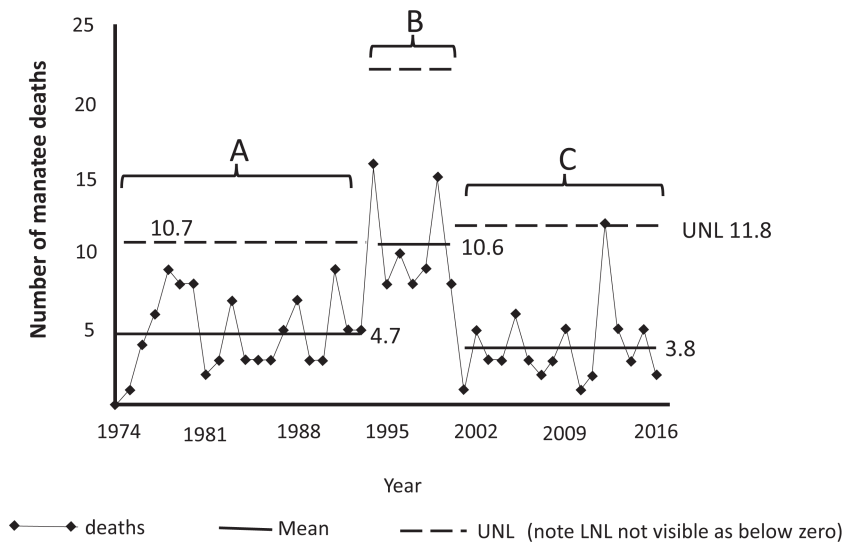 B
25
20
A
C
15
10.7
UNL 11.8
10
10.6
5
4.7
3.8
Number of manatee deaths
1974 1981 1988 1995 2002 2009 2016
Year
deaths Mean UNL (note LNL not visible as below zero)